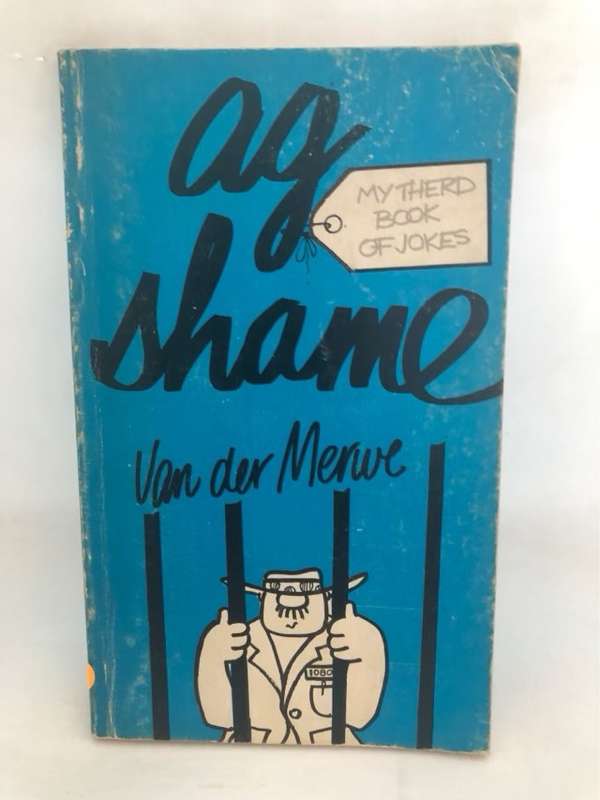 ag
shame
MY THERD
BOOK
OF JOKES
Van der Merwe
1080